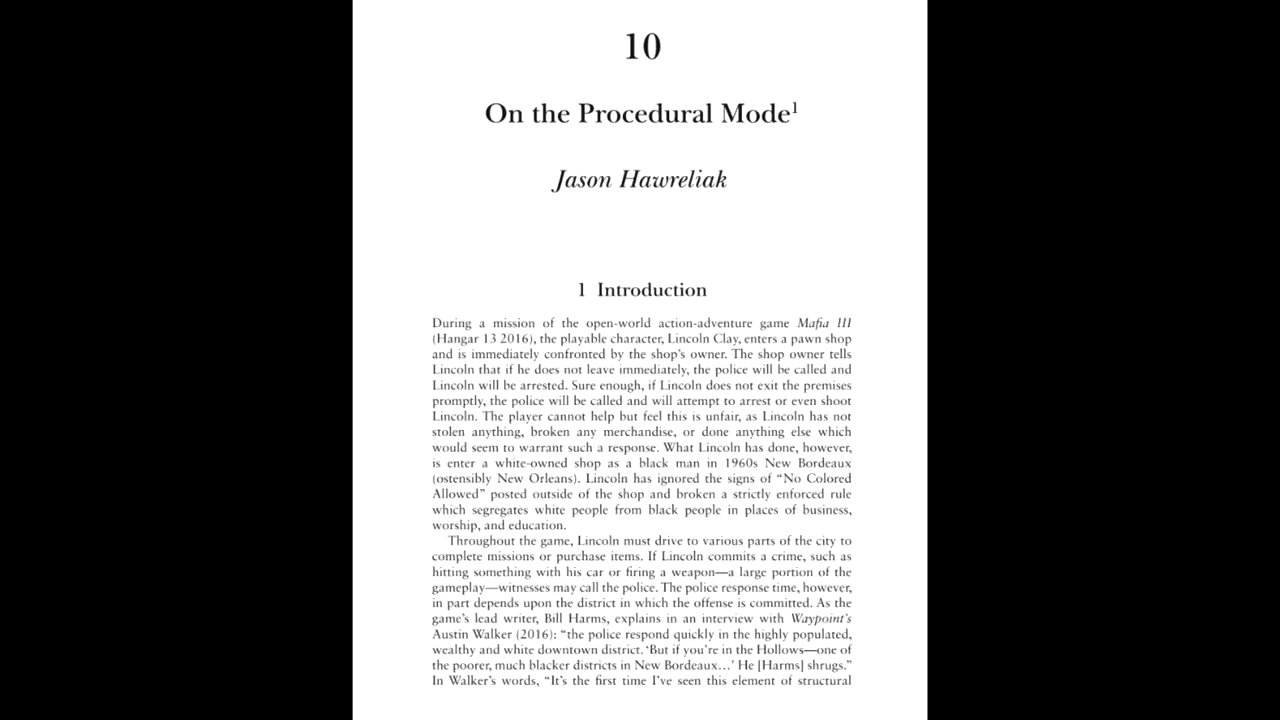 10
On the Procedural Mode¹
Jason Hawreliak
1 Introduction
During a mission of the open-world action-adventure game Mafia III
(Hangar 13 2016), the playable character, Lincoln Clay, enters a pawn shop
and is immediately confronted by the shop's owner. The shop owner tells
Lincoln that if he does not leave immediately, the police will be called and
Lincoln will be arrested. Sure enough, if Lincoln does not exit the premises
promptly, the police will be called and will attempt to arrest or even shoot
Lincoln. The player cannot help but feel this is unfair, as Lincoln has not
stolen anything, broken any merchandise, or done anything else which
would seem to warrant such a response. What Lincoln has done, however,
is enter a white-owned shop as a black man in 1960s New Bordeaux
(ostensibly New Orleans). Lincoln has ignored the signs of “No Colored
Allowed” posted outside of the shop and broken a strictly enforced rule
which segregates white people from black people in places of business,
worship, and education.
Throughout the game, Lincoln must drive to various parts of the city to
complete missions or purchase items. If Lincoln commits a crime, such as
hitting something with his car or firing a weapon—a large portion of the
gameplay—witnesses may call the police. The police response time, however,
in part depends upon the district in which the offense is committed. As the
game's lead writer, Bill Harms, explains in an interview with Waypoint's
Austin Walker (2016): “the police respond quickly in the highly populated,
wealthy and white downtown district. ‘But if you're in the Hollows—one of
the poorer, much blacker districts in New Bordeaux…’ He [Harms] shrugs.”
In Walker's words, “It's the first time I've seen this element of structural